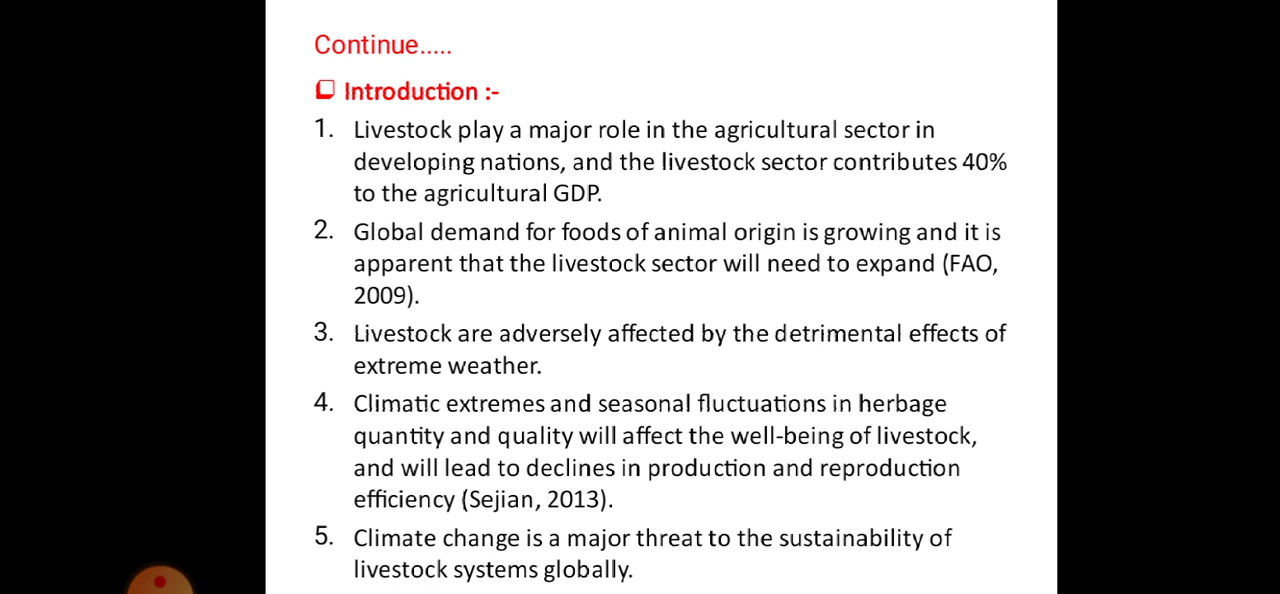 Continue.....
❑ Introduction :-
1. Livestock play a major role in the agricultural sector in
developing nations, and the livestock sector contributes 40%
to the agricultural GDP.
2. Global demand for foods of animal origin is growing and it is
apparent that the livestock sector will need to expand (FAO,
2009).
3. Livestock are adversely affected by the detrimental effects of
extreme weather.
4. Climatic extremes and seasonal fluctuations in herbage
quantity and quality will affect the well-being of livestock,
and will lead to declines in production and reproduction
efficiency (Sejian, 2013).
5. Climate change is a major threat to the sustainability of
livestock systems globally.